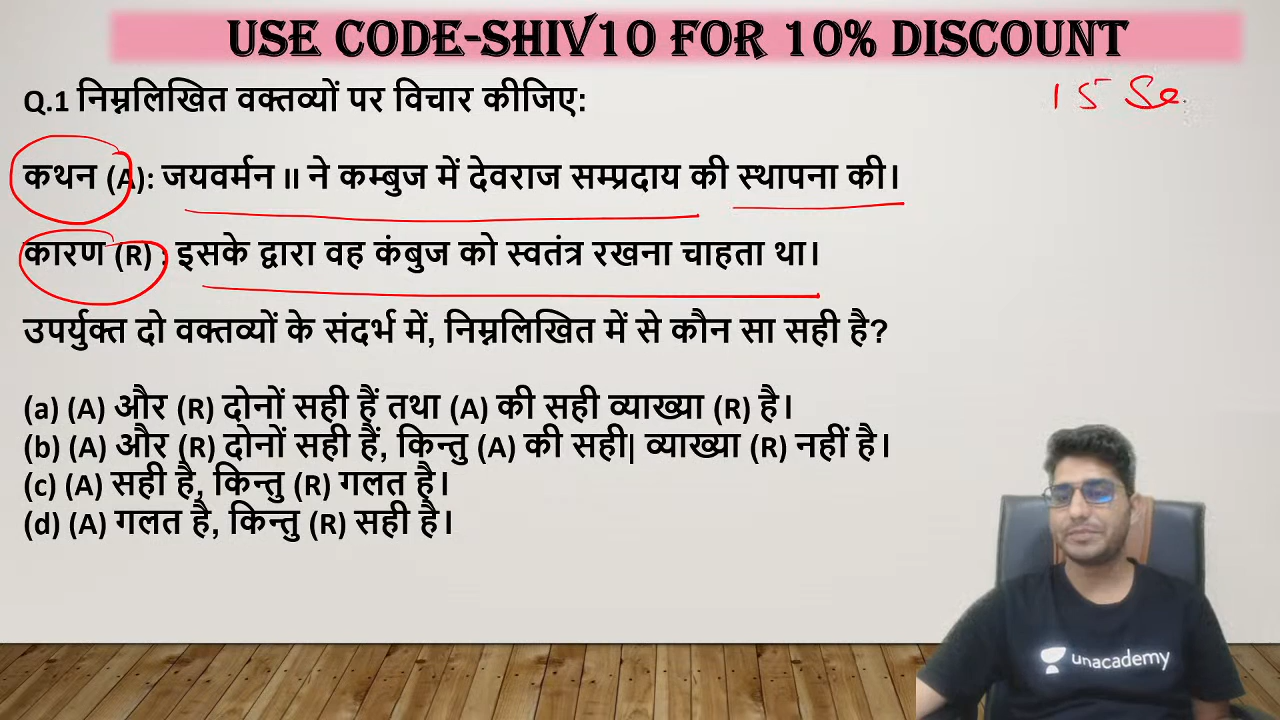 USE CODE-SHIV10 FOR 10% DISCOUNT
Q.1 निम्नलिखित वक्तव्यों पर विचार कीजिए:
15 Se
कथन (A): जयवर्मन II ने कम्बुज में देवराज सम्प्रदाय की स्थापना की।
कारण (R) : इसके द्वारा वह कंबुज को स्वतंत्र रखना चाहता था।
उपर्युक्त दो वक्तव्यों के संदर्भ में, निम्नलिखित में से कौन सा सही है?
(a) (A) और (R) दोनों सही हैं तथा (A) की सही व्याख्या (R) है।
(b) (A) और (R) दोनों सही हैं, किन्तु (A) की सही| व्याख्या (R) नहीं है।
(c) (A) सही है, किन्तु (R) गलत है।
(d) (A) गलत है, किन्तु (R) सही है।
unacademy